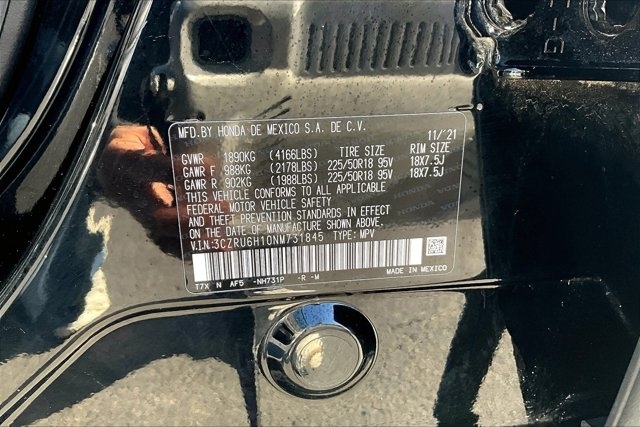 MFD.BY HONDA DE MEXICO S.A. DE C.V. 11/'21
GVWR 1890KG (4166LBS) TIRE SIZE RIM SIZE
GAWR F 988KG (2178LBS) 225/50R18 95V 18X7.5J
GAWR R 902KG (1988LBS) 225/50R18 95V 18X7.5J
THIS VEHICLE CONFORMS TO ALL APPLICABLE
FEDERAL MOTOR VEHICLE SAFETY
AND THEFT PREVENTION STANDARDS IN EFFECT
ON THE DATE OF MANUFACTURE SHOWN ABOVE.
V.I.N.:3CZRU6H10NM731845 TYPE: MPV
MADE IN MEXICO
T7X N AF5 -NH731P -R -M